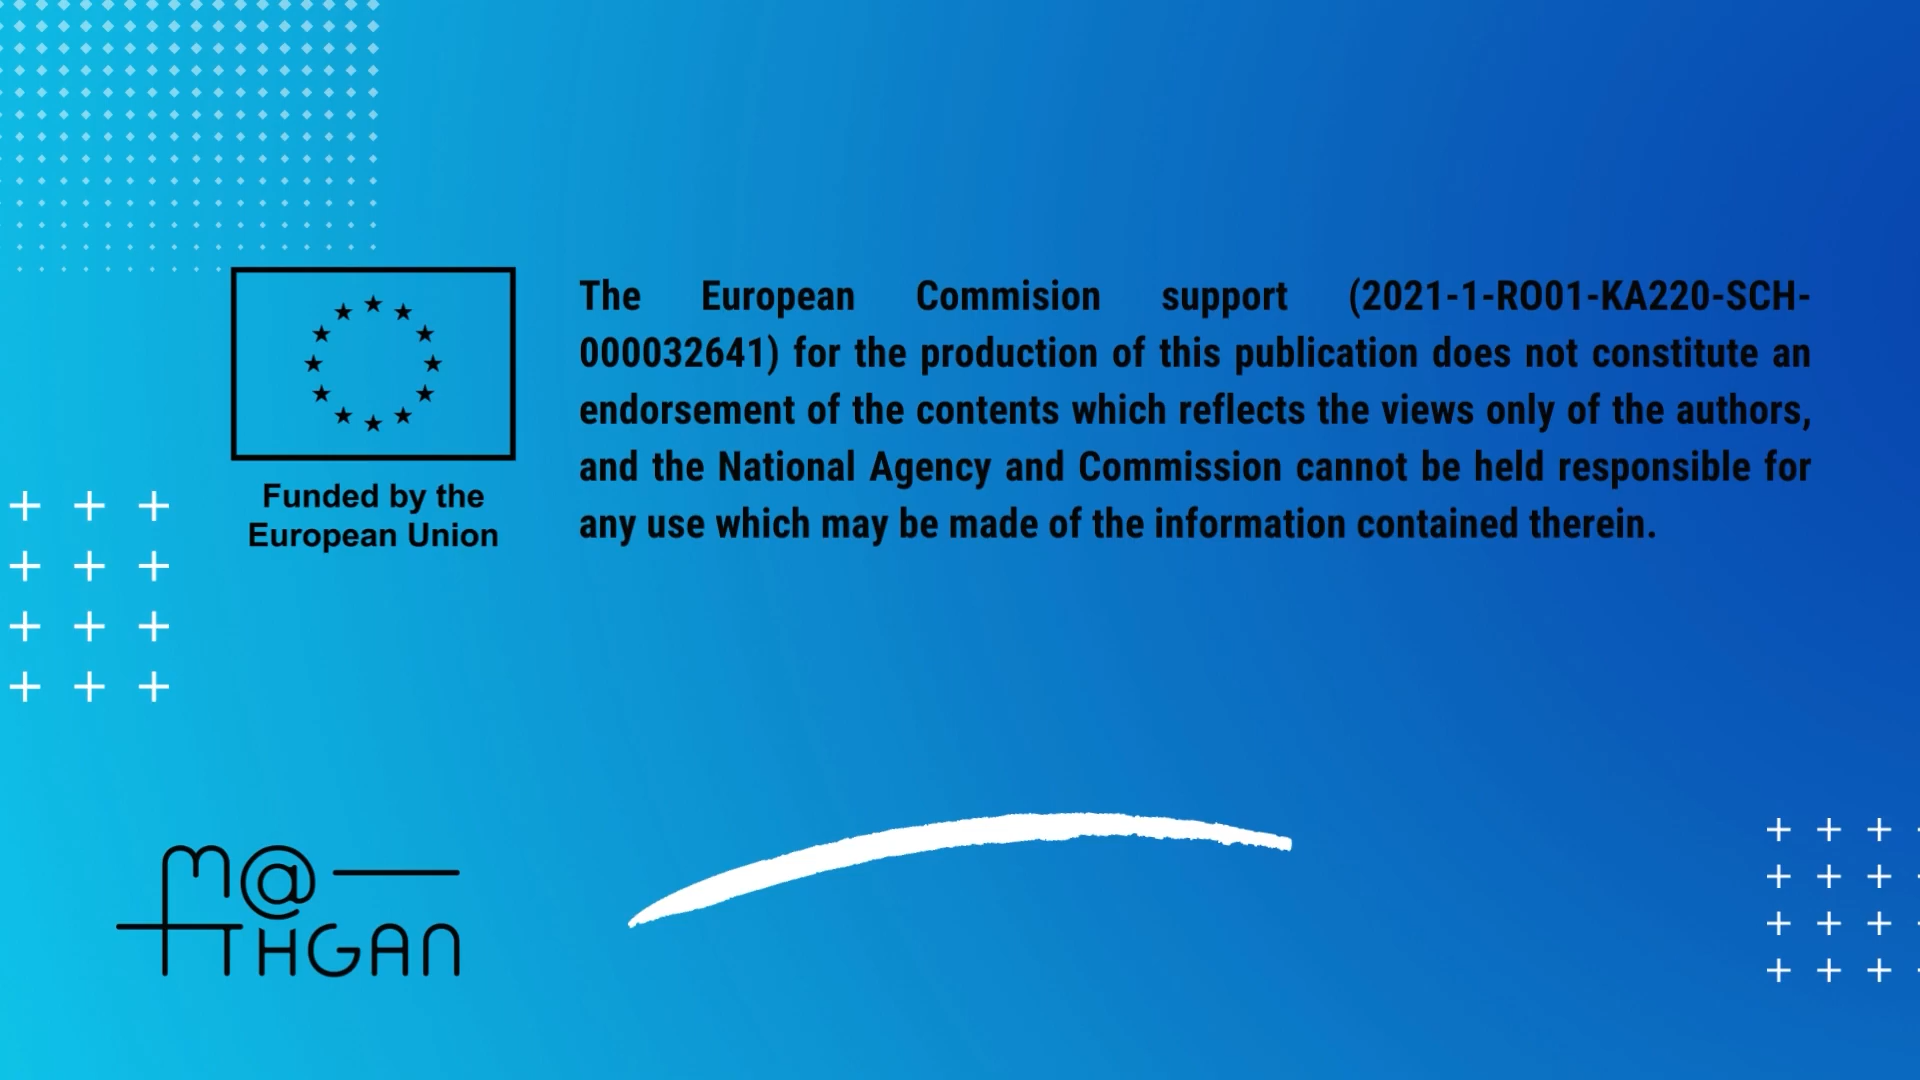 The European Commision support (2021-1-RO01-KA220-SCH-
000032641) for the production of this publication does not constitute an
endorsement of the contents which reflects the views only of the authors,
and the National Agency and Commission cannot be held responsible for
any use which may be made of the information contained therein.
Funded by the
European Union
M@
THGAN